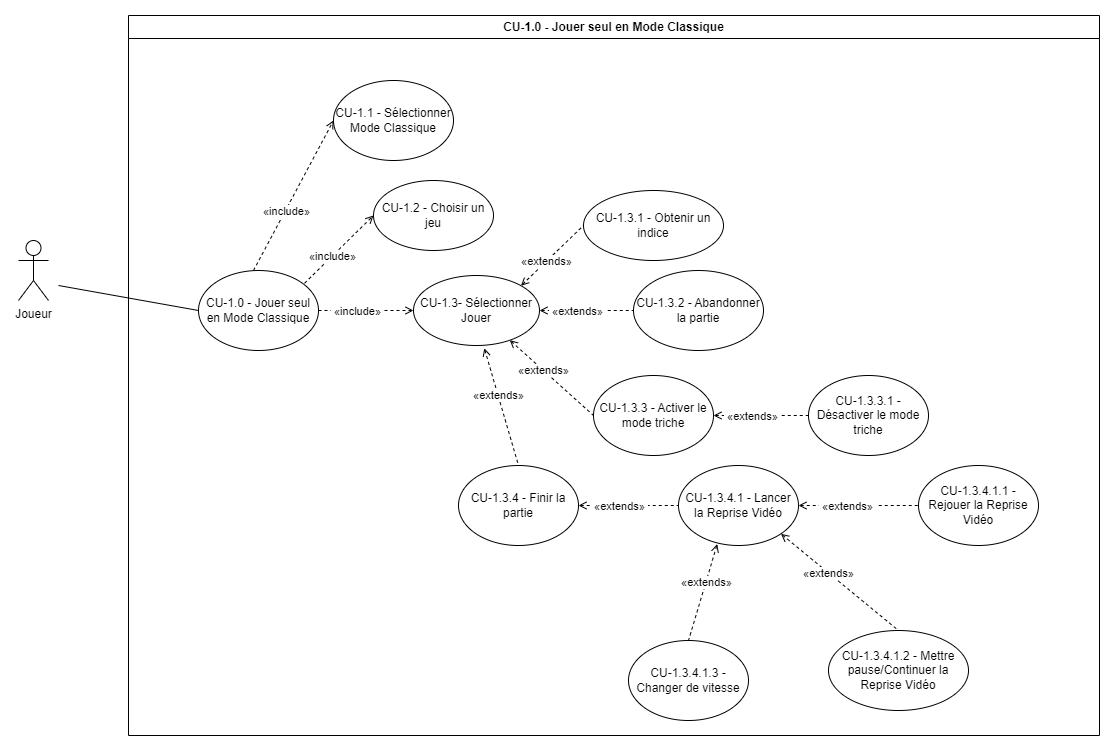 CU-1.0 - Jouer seul en Mode Classique
CU-1.1 - Sélectionner
Mode Classique
«include»
CU-1.2 - Choisir un
jeu
«include»
CU-1.3.1 - Obtenir un
indice
«extends»
Joueur
CU-1.0 - Jouer seul
en Mode Classique
«include»
CU-1.3- Sélectionner
Jouer
«extends»
CU-1.3.2 - Abandonner
la partie
«extends»
«extends»
CU-1.3.3 - Activer le
mode triche
«extends»
CU-1.3.3.1 -
Désactiver le mode
triche
CU-1.3.4 - Finir la
partie
«extends»
CU-1.3.4.1 - Lancer
la Reprise Vidéo
«extends»
CU-1.3.4.1.1 -
Rejouer la Reprise
Vidéo
«extends»
«extends»
CU-1.3.4.1.3 -
Changer de vitesse
CU-1.3.4.1.2 - Mettre
pause/Continuer la
Reprise Vidéo